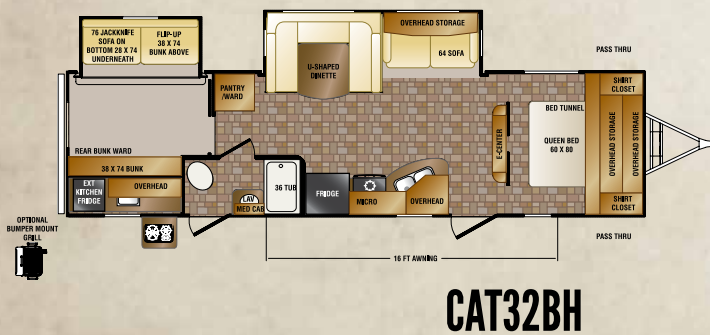 76 JACKKNIFE
SOFA ON
BOTTOM 28 X 74
UNDERNEATH
FLIP-UP
38 X 74
BUNK ABOVE
OVERHEAD STORAGE
64 SOFA
U-SHAPED
DINETTE
PASS THRU
PANTRY
/WARD
SHIRT
CLOSET
BED TUNNEL
QUEEN BED
60 X 80
OVERHEAD STORAGE
OVERHEAD STORAGE
E-CENTER
REAR BUNK WARD
38 X 74 BUNK
EXT
KITCHEN
FRIDGE
OVERHEAD
LAV
MED CAB
36 TUB
FRIDGE
MICRO
OVERHEAD
SHIRT
CLOSET
OPTIONAL
BUMPER MOUNT
GRILL
PASS THRU
16 FT AWNING
CAT32BH